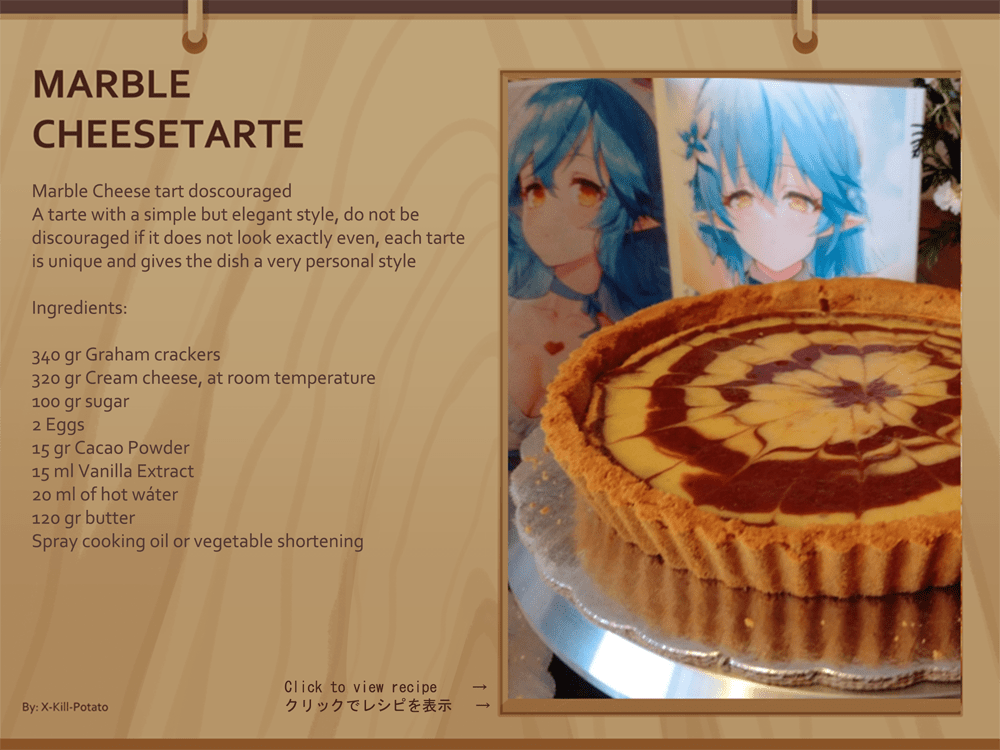 MARBLE
CHEESETARTE
Marble Cheese tart doscouraged
A tarte with a simple but elegant style, do not be
discouraged if it does not look exactly even, each tarte
is unique and gives the dish a very personal style
Ingredients:
340 gr Graham crackers
320 gr Cream cheese, at room temperature
100 gr sugar
2 Eggs
15 gr Cacao Powder
15 ml Vanilla Extract
20 ml of hot wáter
120 gr butter
Spray cooking oil or vegetable shortening
Click to view recipe →
クリックでレシピを表示 →
By: X-Kill-Potato